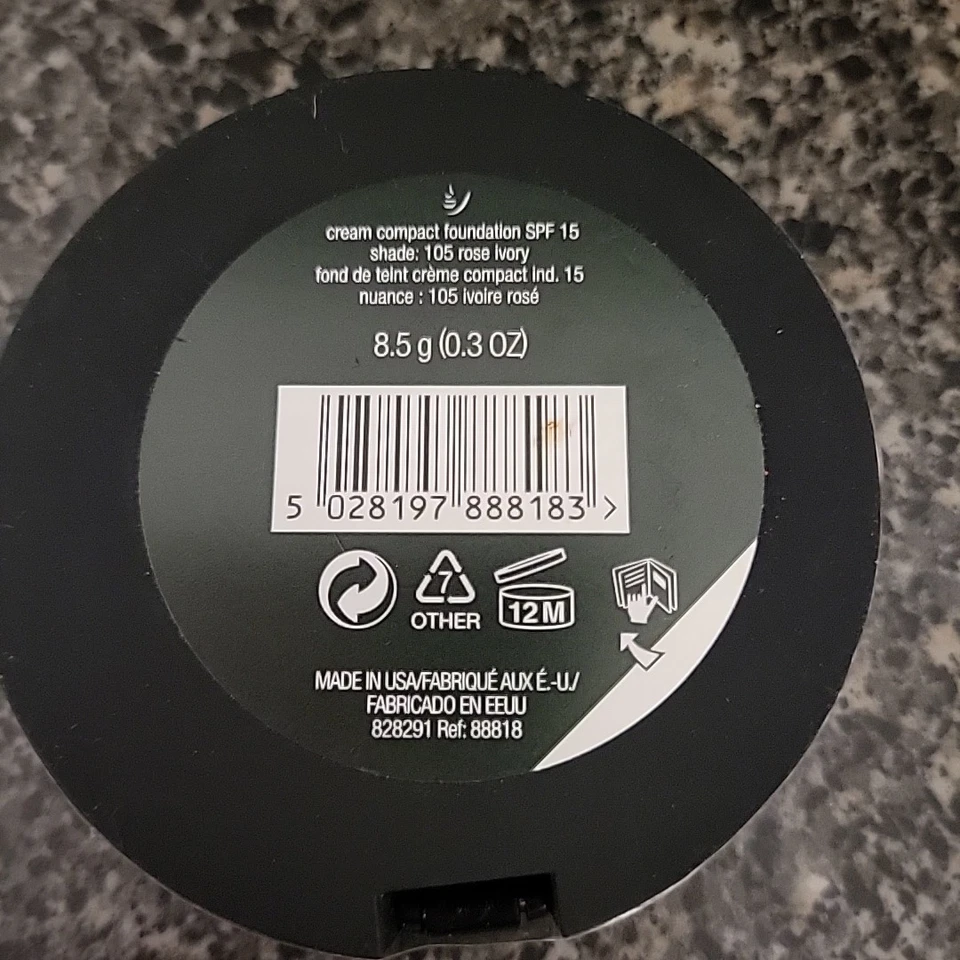 cream compact foundation SPF 15
shade: 105 rose ivory
fond de teint crème compact ind. 15
nuance : 105 ivoire rosé
8.5 g (0.3 OZ)
5 028197 888183 >
7
OTHER
12 M
MADE IN USA/FABRIQUÉ AUX É.-U./
FABRICADO EN EEUU
828291 Ref: 88818